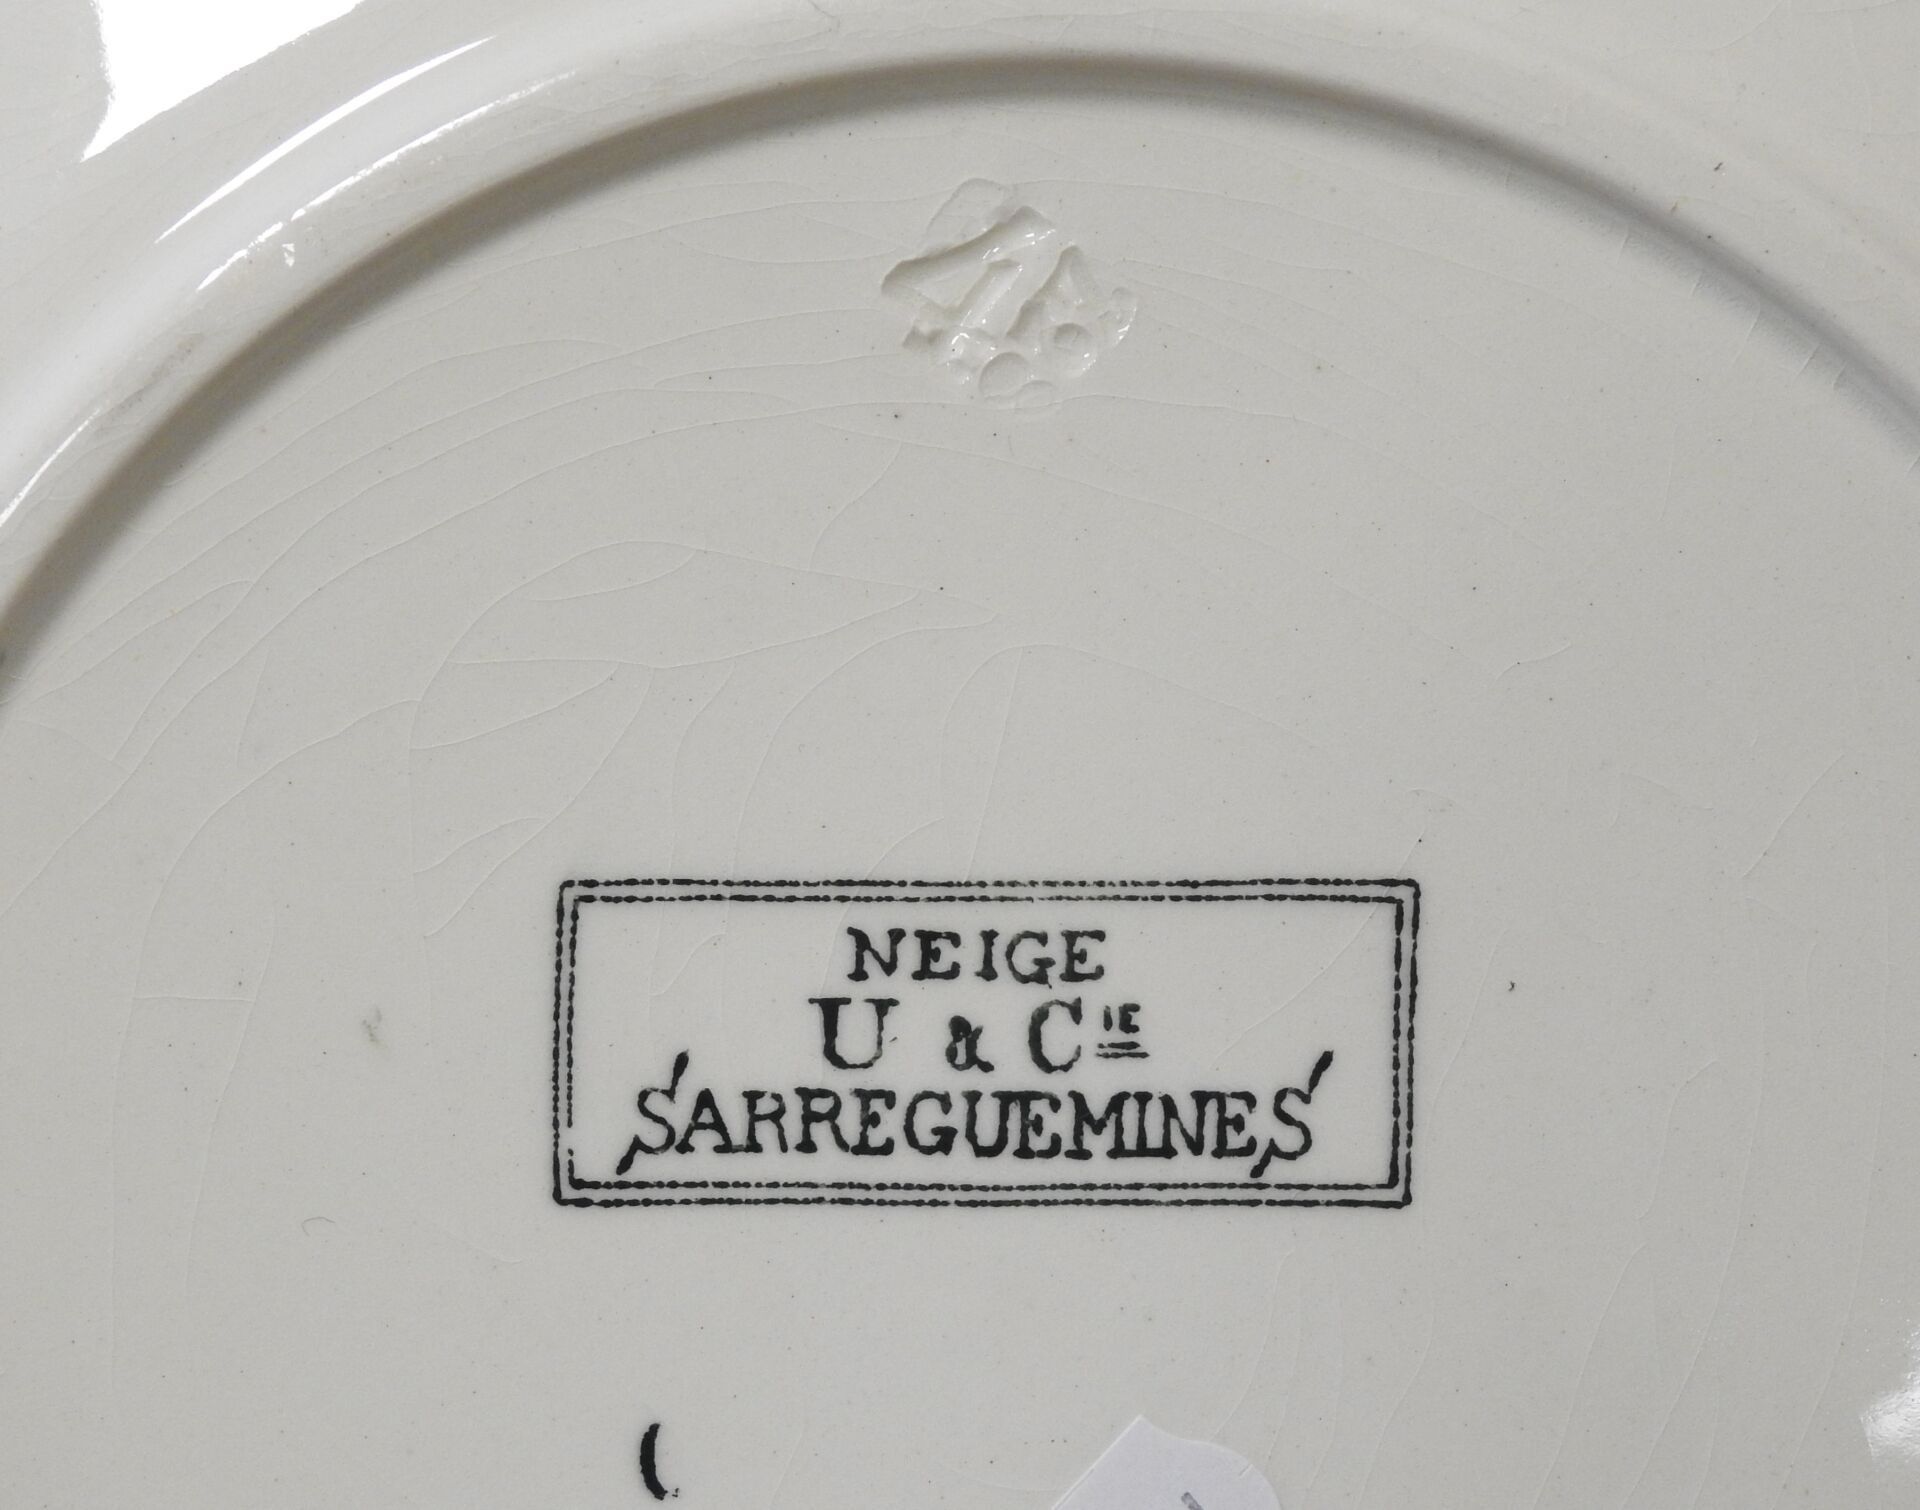 NEIGE
U & CIE
SARREGUEMINES